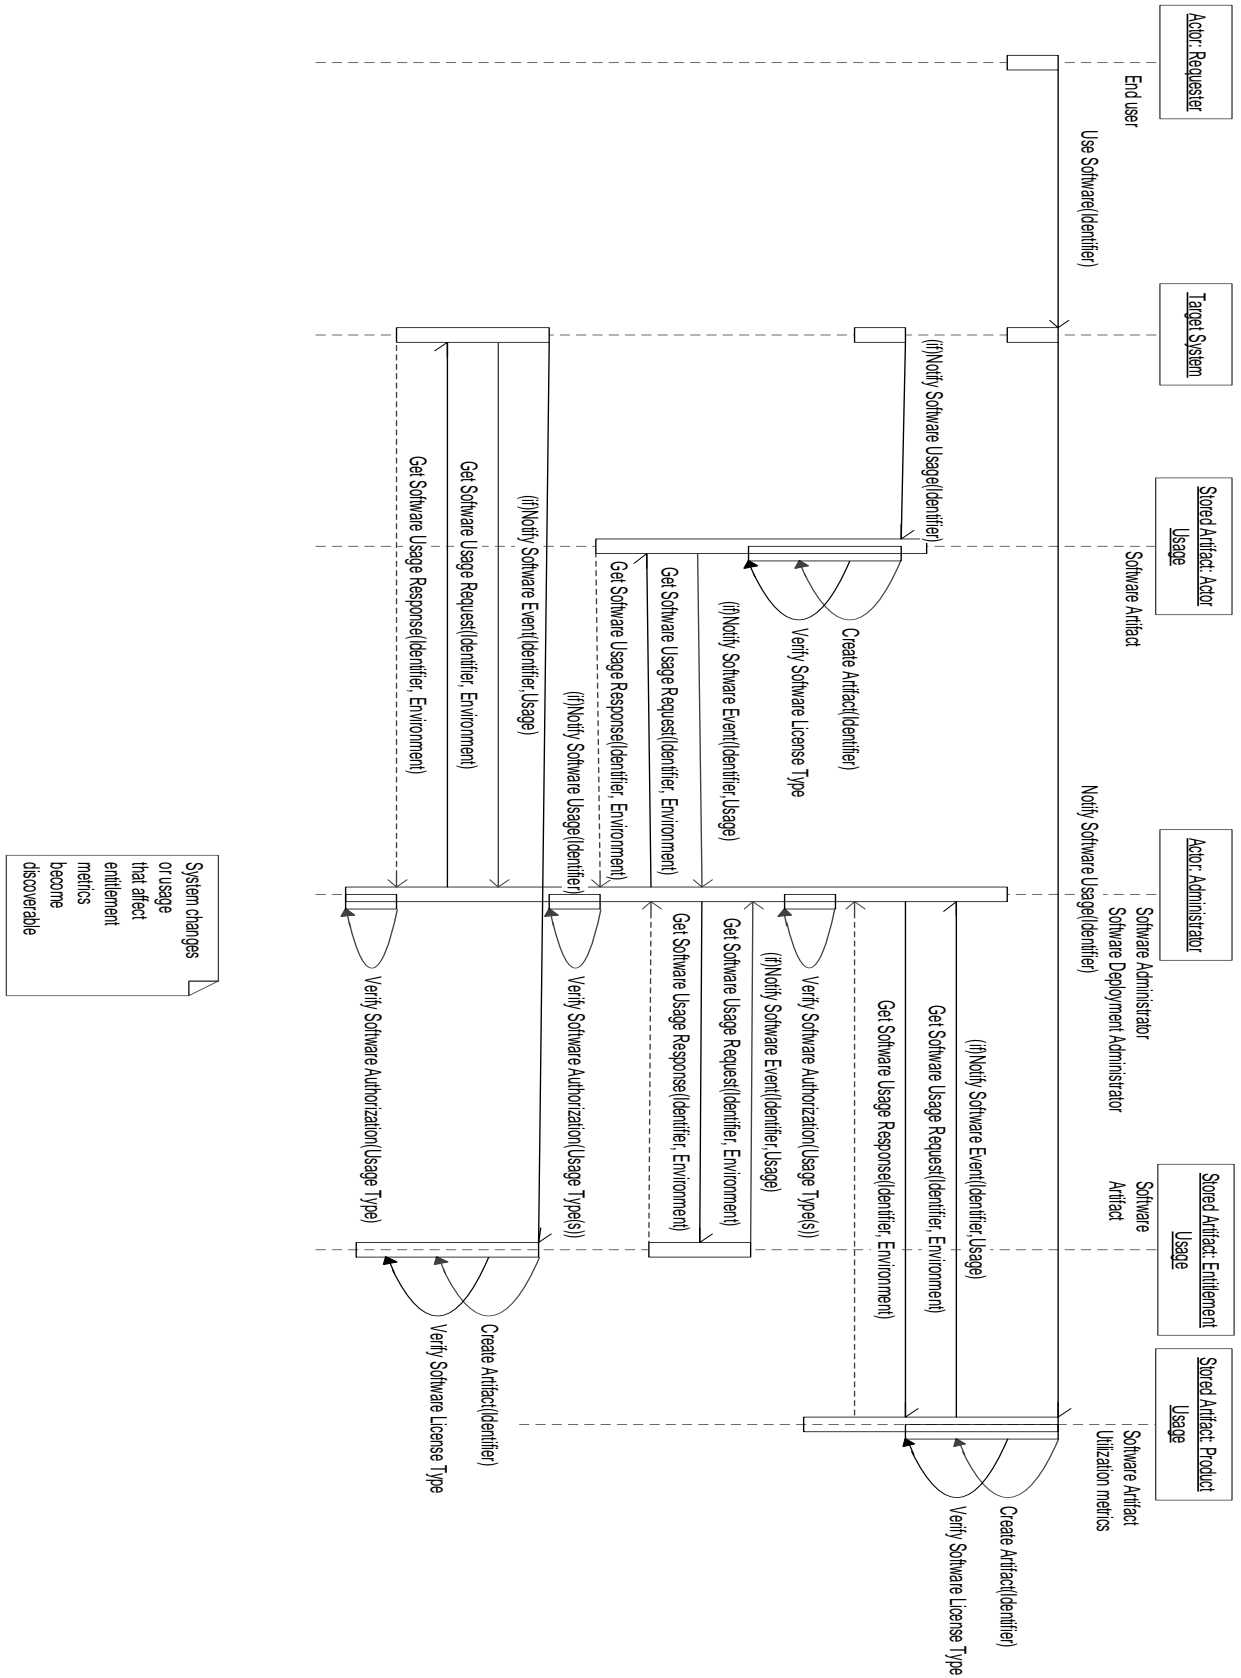 Actor: Requester
End user
Target System
Stored Artifact: Actor
Usage
Software Artifact
Actor: Administrator
Software Administrator
Software Deployment Administrator
Stored Artifact: Entitlement
Usage
Software
Artifact
Stored Artifact: Product
Usage
Software Artifact
Utilization metrics
Use Software(Identifier)
Notify Software Usage(Identifier)
Create Artifact(Identifier)
Verify Software License Type
(if)Notify Software Event(Identifier,Usage)
Get Software Usage Request(Identifier, Environment)
Get Software Usage Response(Identifier, Environment)
(if)Notify Software Usage(Identifier)
Create Artifact(Identifier)
Verify Software License Type
Verify Software Authorization(Usage Type(s))
(if)Notify Software Event(Identifier,Usage)
Get Software Usage Request(Identifier, Environment)
Get Software Usage Response(Identifier, Environment)
(if)Notify Software Event(Identifier,Usage)
Get Software Usage Request(Identifier, Environment)
Get Software Usage Response(Identifier, Environment)
Verify Software Authorization(Usage Type(s))
(if)Notify Software Usage(Identifier)
(if)Notify Software Event(Identifier,Usage)
Get Software Usage Request(Identifier, Environment)
Get Software Usage Response(Identifier, Environment)
Create Artifact(Identifier)
Verify Software License Type
Verify Software Authorization(Usage Type)
System changes
or usage
that affect
entitlement
metrics
become
discoverable